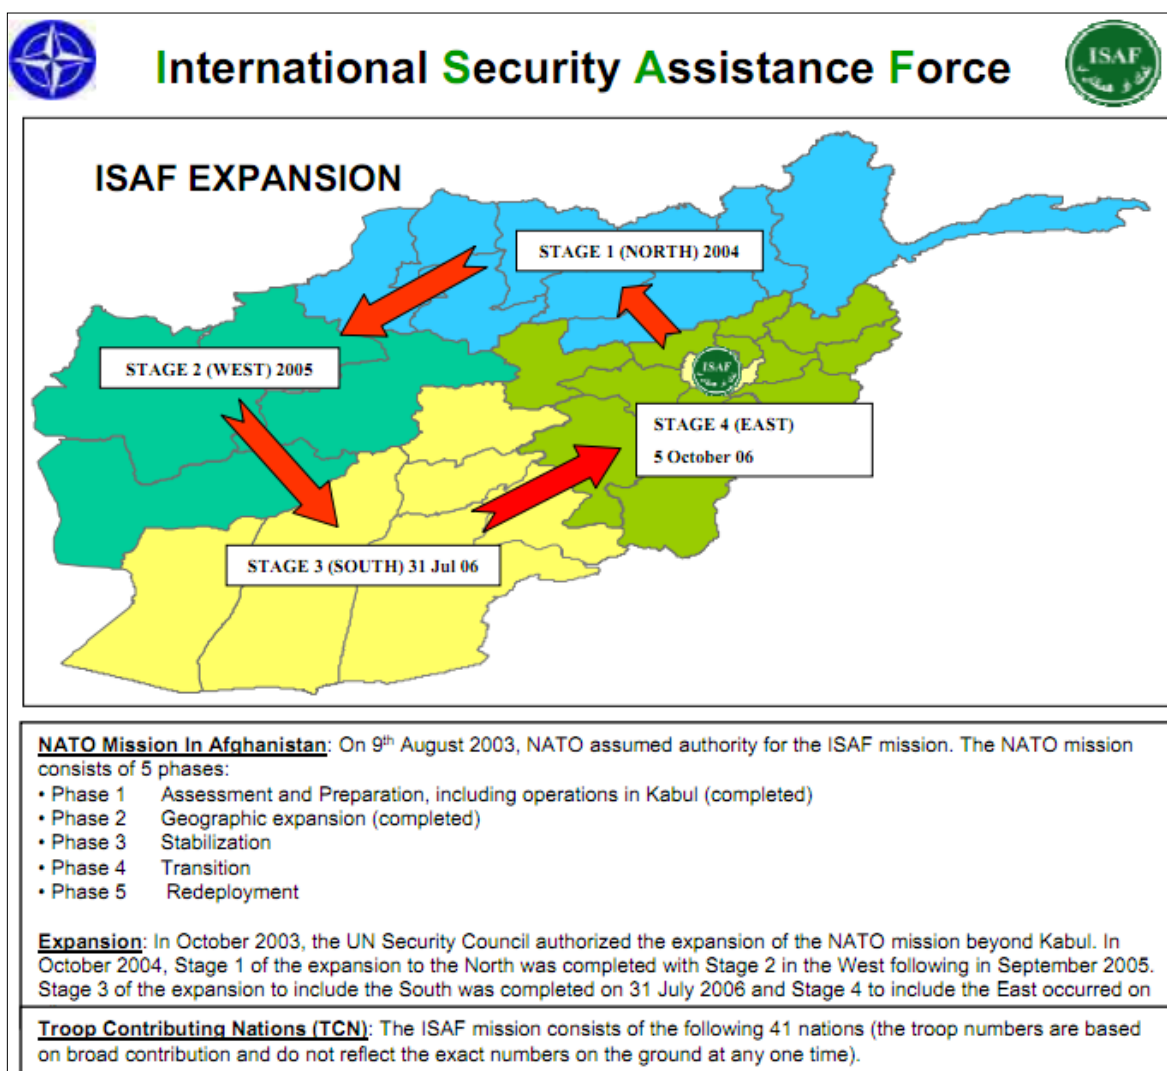 International Security Assistance Force
ISAF
ISAF EXPANSION
STAGE 1 (NORTH) 2004
STAGE 2 (WEST) 2005
ISAF
STAGE 4 (EAST)
5 October 06
STAGE 3 (SOUTH) 31 Jul 06
NATO Mission In Afghanistan: On 9th August 2003, NATO assumed authority for the ISAF mission. The NATO mission
consists of 5 phases:
• Phase 1 Assessment and Preparation, including operations in Kabul (completed)
• Phase 2 Geographic expansion (completed)
• Phase 3 Stabilization
• Phase 4 Transition
• Phase 5 Redeployment
Expansion: In October 2003, the UN Security Council authorized the expansion of the NATO mission beyond Kabul. In
October 2004, Stage 1 of the expansion to the North was completed with Stage 2 in the West following in September 2005.
Stage 3 of the expansion to include the South was completed on 31 July 2006 and Stage 4 to include the East occurred on
Troop Contributing Nations (TCN): The ISAF mission consists of the following 41 nations (the troop numbers are based
on broad contribution and do not reflect the exact numbers on the ground at any one time).